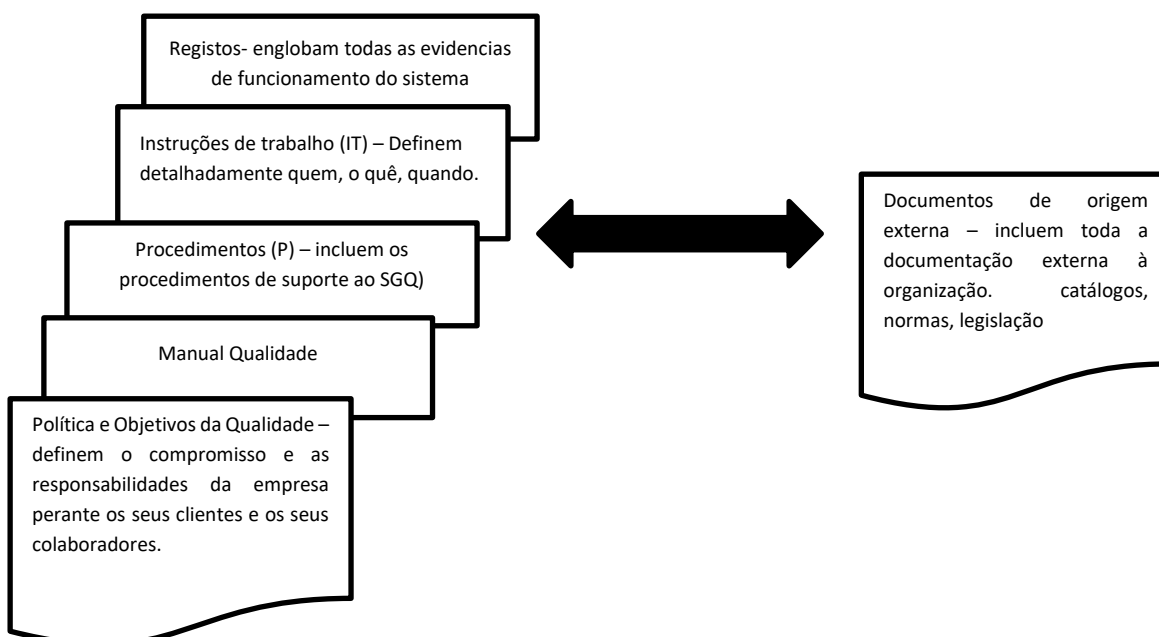 Registos- englobam todas as evidencias
de funcionamento do sistema
Instruções de trabalho (IT) – Definem
detalhadamente quem, o quê, quando.
Procedimentos (P) – incluem os
procedimentos de suporte ao SGQ)
Manual Qualidade
Política e Objetivos da Qualidade –
definem o compromisso e as
responsabilidades da empresa
perante os seus clientes e os seus
colaboradores.
Documentos de origem
externa – incluem toda a
documentação externa à
organização. catálogos,
normas, legislação